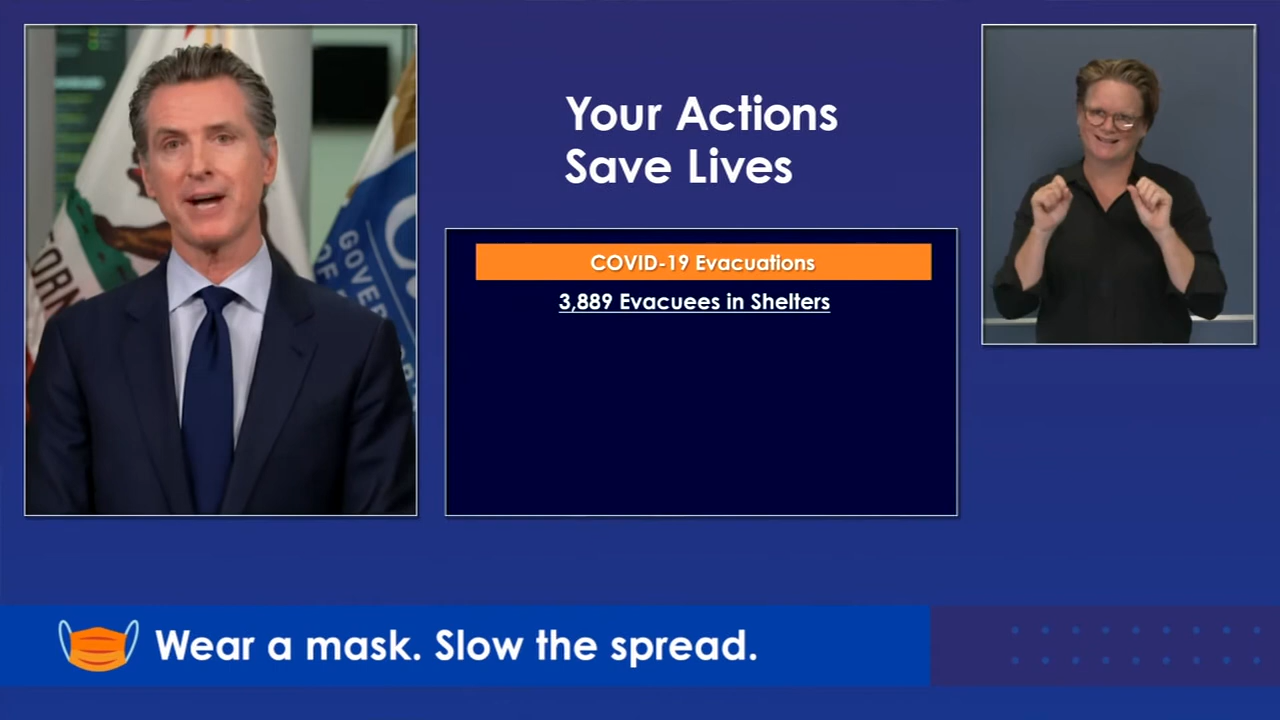 Your Actions
Save Lives
COVID-19 Evacuations
3,889 Evacuees in Shelters
Wear a mask. Slow the spread.